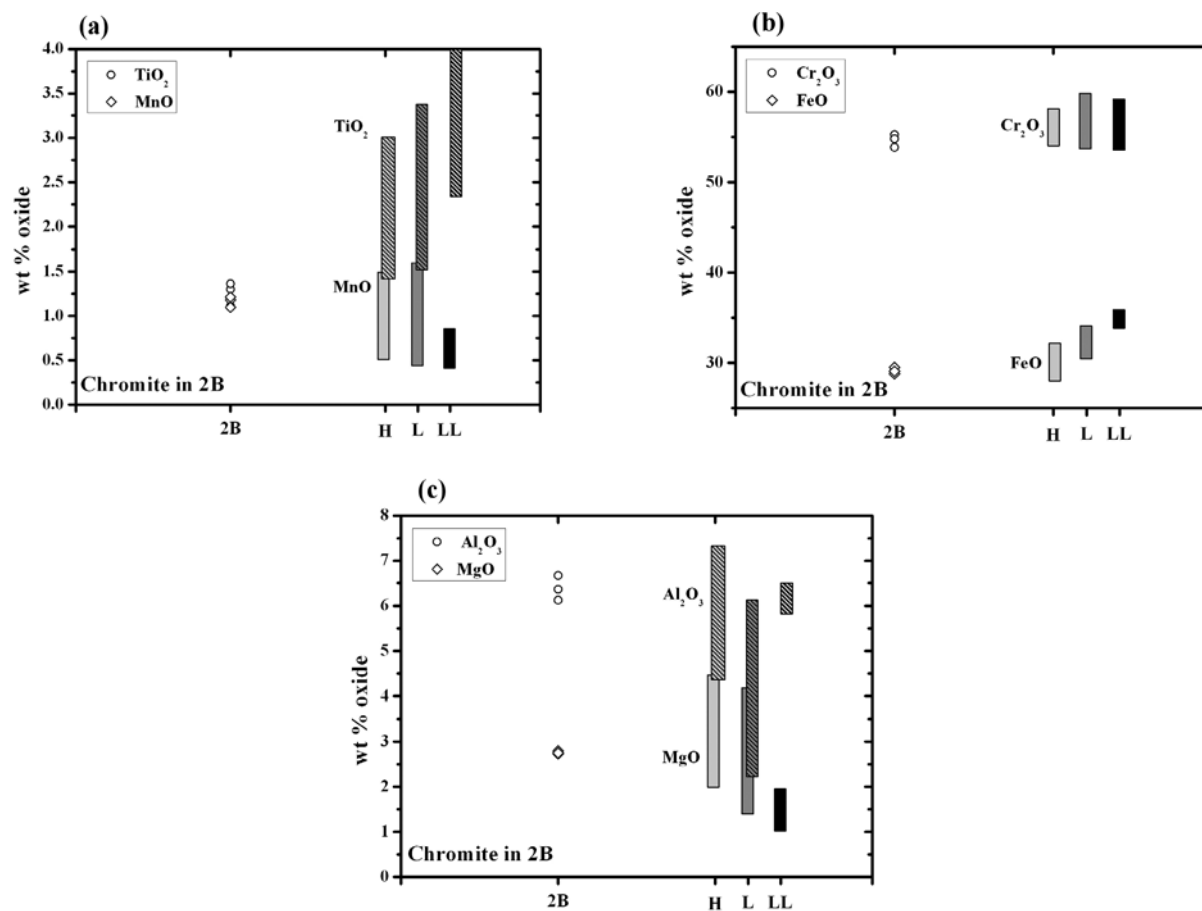 (a)
4.0
3.5
3.0
2.5
2.0
1.5
1.0
0.5
0.0
wt % oxide
TiO₂
MnO
TiO₂
MnO
Chromite in 2B
2B
H
L
LL
(b)
60
50
40
30
wt % oxide
Cr₂O₃
FeO
Cr₂O₃
FeO
Chromite in 2B
2B
H
L
LL
(c)
8
7
6
5
4
3
2
1
0
wt % oxide
Al₂O₃
MgO
Al₂O₃
MgO
Chromite in 2B
2B
H
L
LL